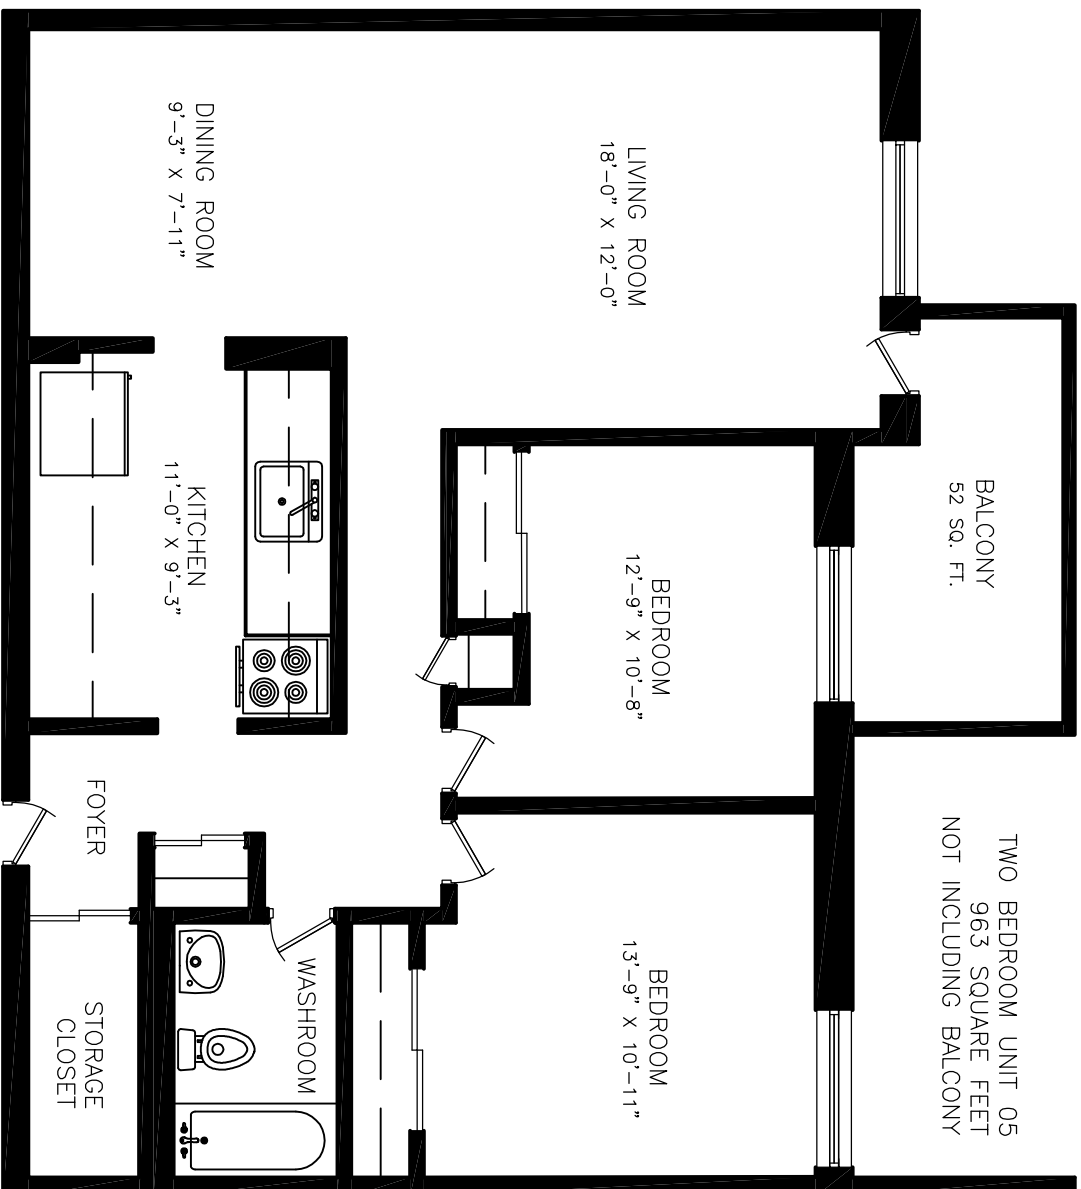 TWO BEDROOM UNIT 05
963 SQUARE FEET
NOT INCLUDING BALCONY
BALCONY
52 SQ. FT.
LIVING ROOM
18'-0" X 12'-0"
BEDROOM
12'-9" X 10'-8"
BEDROOM
13'-9" X 10'-11"
DINING ROOM
9'-3" X 7'-11"
KITCHEN
11'-0" X 9'-3"
FOYER
WASHROOM
STORAGE
CLOSET